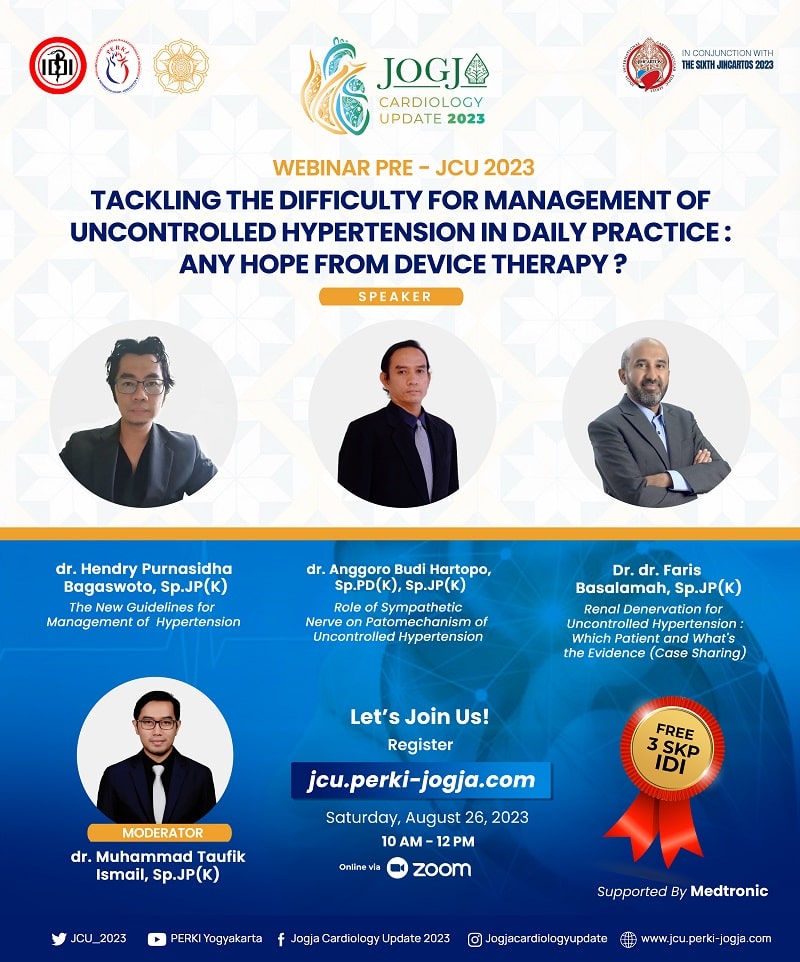 IDI
PERKI
JOGJA
CARDIOLOGY
UPDATE 2023
IN CONJUNCTION WITH
THE SIXTH JINCARTOS 2023
WEBINAR PRE - JCU 2023
TACKLING THE DIFFICULTY FOR MANAGEMENT OF
UNCONTROLLED HYPERTENSION IN DAILY PRACTICE :
ANY HOPE FROM DEVICE THERAPY ?
SPEAKER
dr. Hendry Purnasidha
Bagaswoto, Sp.JP(K)
The New Guidelines for
Management of Hypertension
dr. Anggoro Budi Hartopo,
Sp.PD(K), Sp.JP(K)
Role of Sympathetic
Nerve on Patomechanism of
Uncontrolled Hypertension
Dr. dr. Faris
Basalamah, Sp.JP(K)
Renal Denervation for
Uncontrolled Hypertension :
Which Patient and What's
the Evidence (Case Sharing)
MODERATOR
dr. Muhammad Taufik
Ismail, Sp.JP(K)
Let's Join Us!
Register
jcu.perki-jogja.com
Saturday, August 26, 2023
10 AM - 12 PM
Online via zoom
FREE
3 SKP
IDI
Supported By Medtronic
JCU_2023
PERKI Yogyakarta
Jogja Cardiology Update 2023
Jogjacardiologyupdate
www.jcu.perki-jogja.com